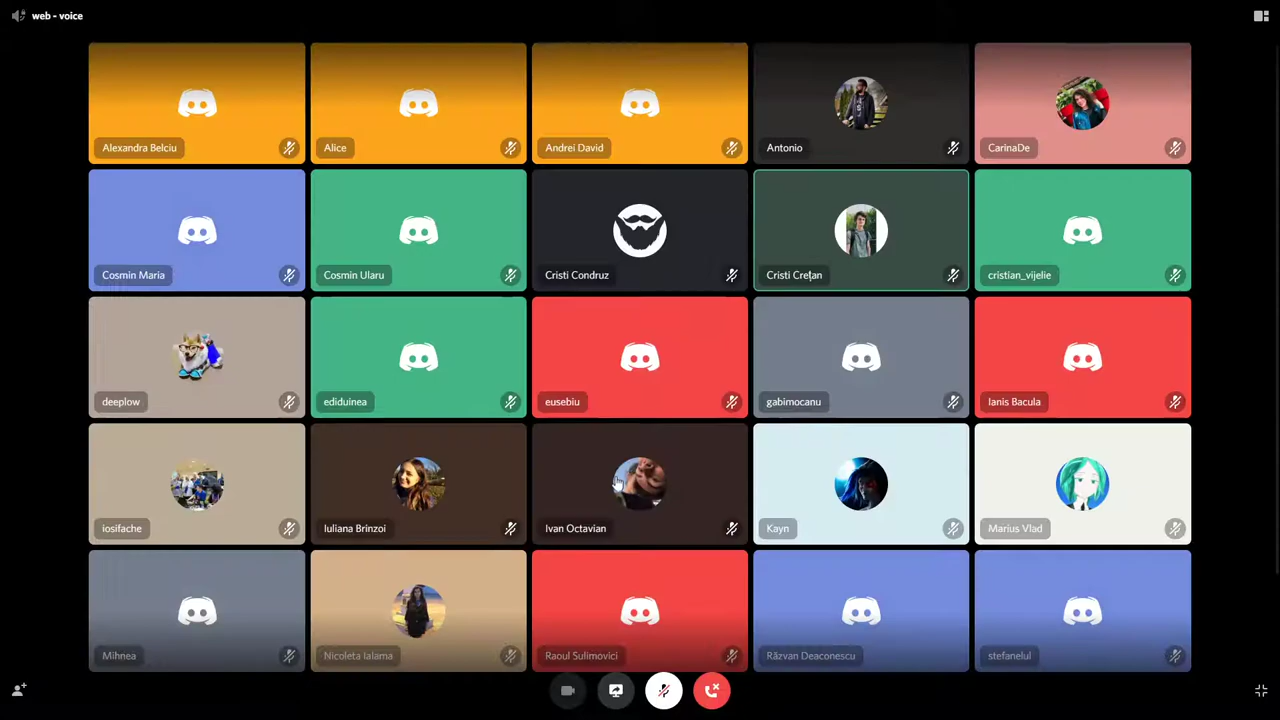 web - voice
Alexandra Belciu
Alice
Andrei David
Antonio
CarinaDe
Cosmin Maria
Cosmin Ularu
Cristi Condruz
Cristi Crețan
cristian_vijelie
deeplow
ediduinea
eusebiu
gabimocanu
Ianis Bacula
iosifache
Iuliana Brinzoi
Ivan Octavian
Kayn
Marius Vlad
Mihnea
Nicoleta Ialama
Raoul Sulimovici
Răzvan Deaconescu
stefanelul